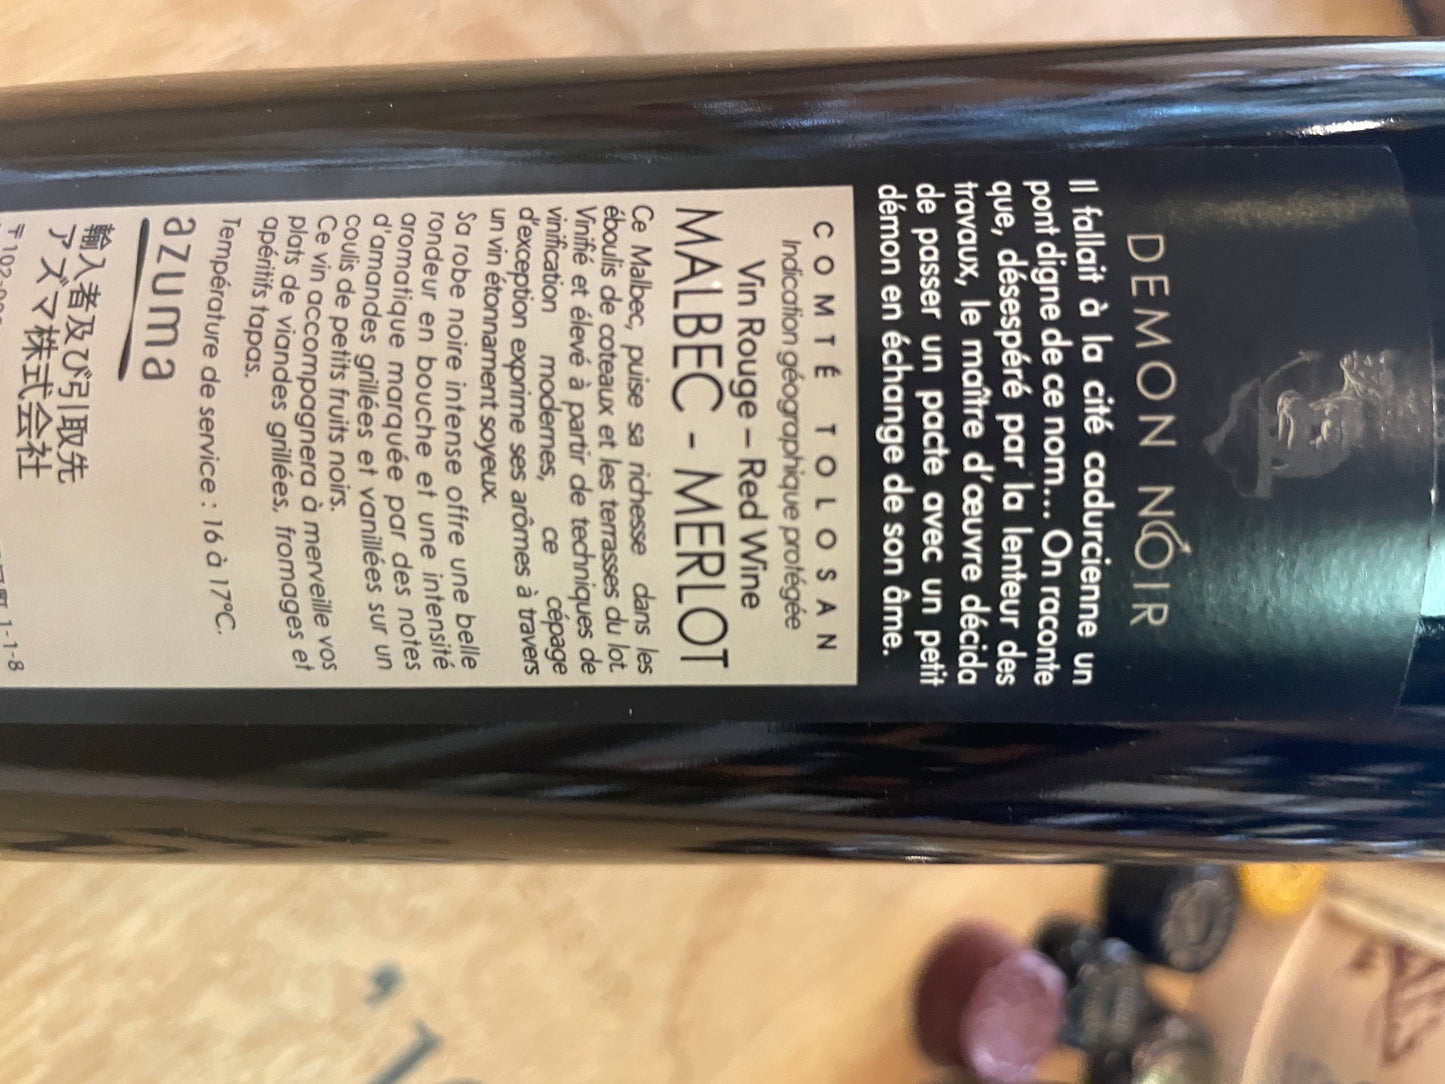 DEMON NOIR
Il fallait à la cité cadurcienne un
pont digne de ce nom... On raconte
que, désespéré par la lenteur des
travaux, le maître d'œuvre décida
de passer un pacte avec un petit
démon en échange de son âme.
COMTÉ TOLOSAN
Indication géographique protégée
Vin Rouge – Red Wine
MALBEC - MERLOT
Ce Malbec, puise sa richesse dans les
éboulis de coteaux et les terrasses du lot.
Vinifié et élevé à partir de techniques de
vinification modernes, ce cépage
d'exception exprime ses arômes à travers
un vin étonnament soyeux.
Sa robe noire intense offre une belle
rondeur en bouche et une intensité
aromatique marquée par des notes
d'amandes grillées et vanillées sur un
coulis de petits fruits noirs.
Ce vin accompagnera à merveille vos
plats de viandes grillées, fromages et
apéritifs tapas.
Température de service : 16 à 17°C.
azuma
輸入者及び引取先
アズマ株式会社
〒102- 1-1-8